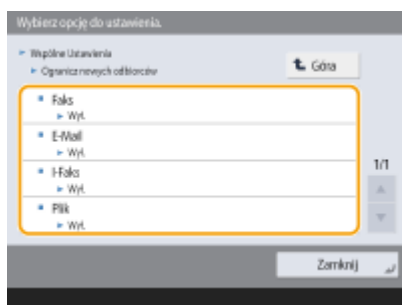 Wybierz opcję do ustawienia.
Wspólne Ustawienia
Ogranicz nowych odbiorców
Góra
Faks
Wył.
E-Mail
Wył.
I-Faks
Wył.
Plik
Wył.
1/1
Zamknij